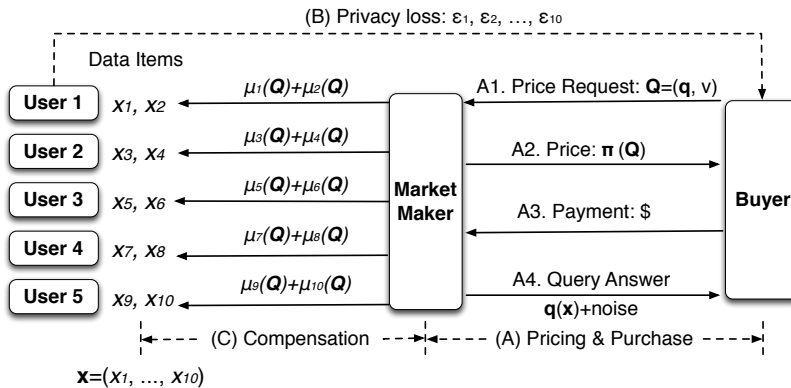 (B) Privacy loss: ε₁, ε₂, …, ε₁₀
Data Items
User 1
x₁, x₂
μ₁(Q)+μ₂(Q)
A1. Price Request: Q=(q, v)
User 2
x₃, x₄
μ₃(Q)+μ₄(Q)
A2. Price: π (Q)
User 3
x₅, x₆
μ₅(Q)+μ₆(Q)
Market
Maker
A3. Payment: $
Buyer
User 4
x₇, x₈
μ₇(Q)+μ₈(Q)
User 5
x₉, x₁₀
μ₉(Q)+μ₁₀(Q)
A4. Query Answer
q(x)+noise
(C) Compensation
(A) Pricing & Purchase
x=(x₁, ..., x₁₀)